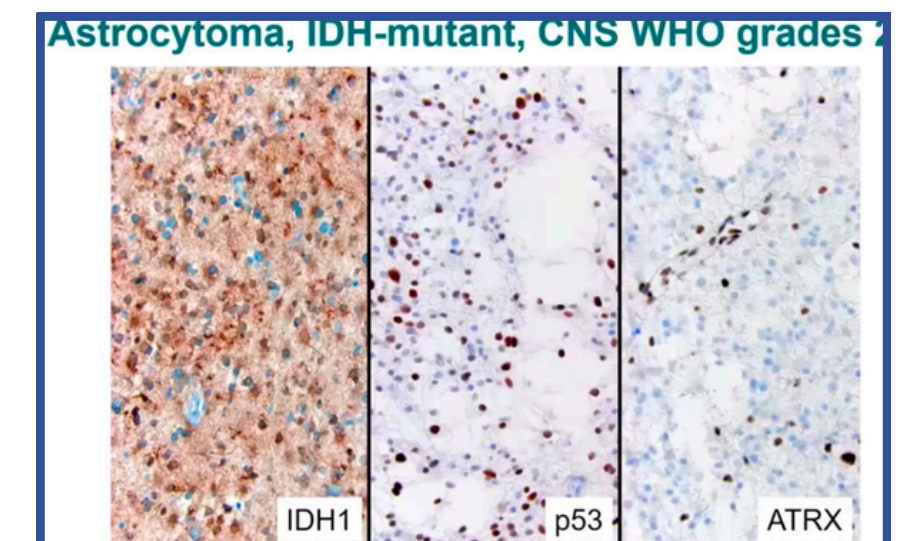 Astrocytoma, IDH-mutant, CNS WHO grades
IDH1
p53
ATRX